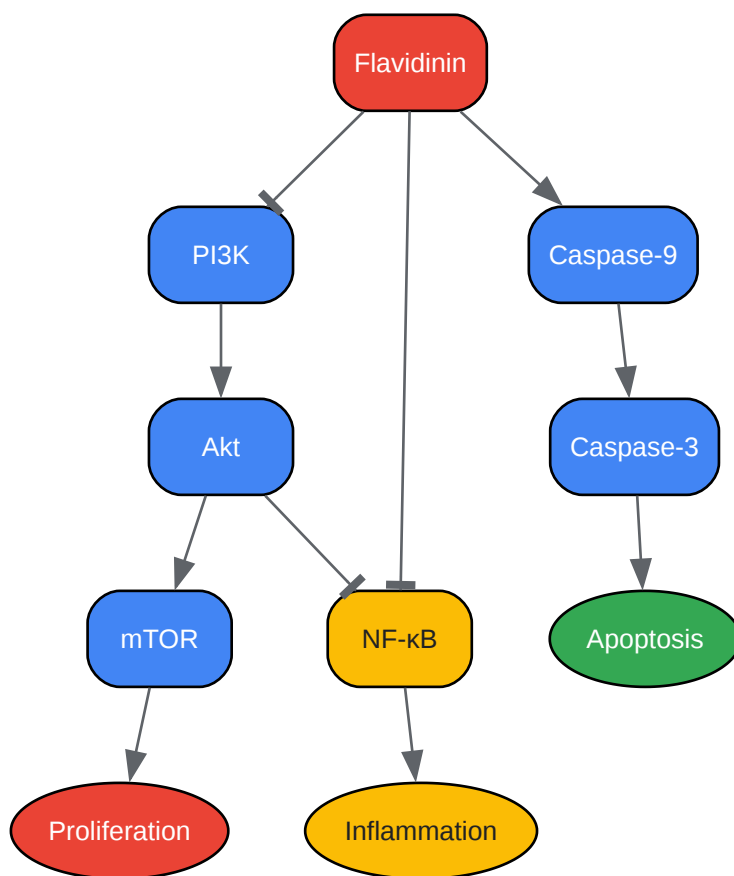 Flavidinin
PI3K
Caspase-9
Akt
Caspase-3
mTOR
NF-κB
Apoptosis
Proliferation
Inflammation